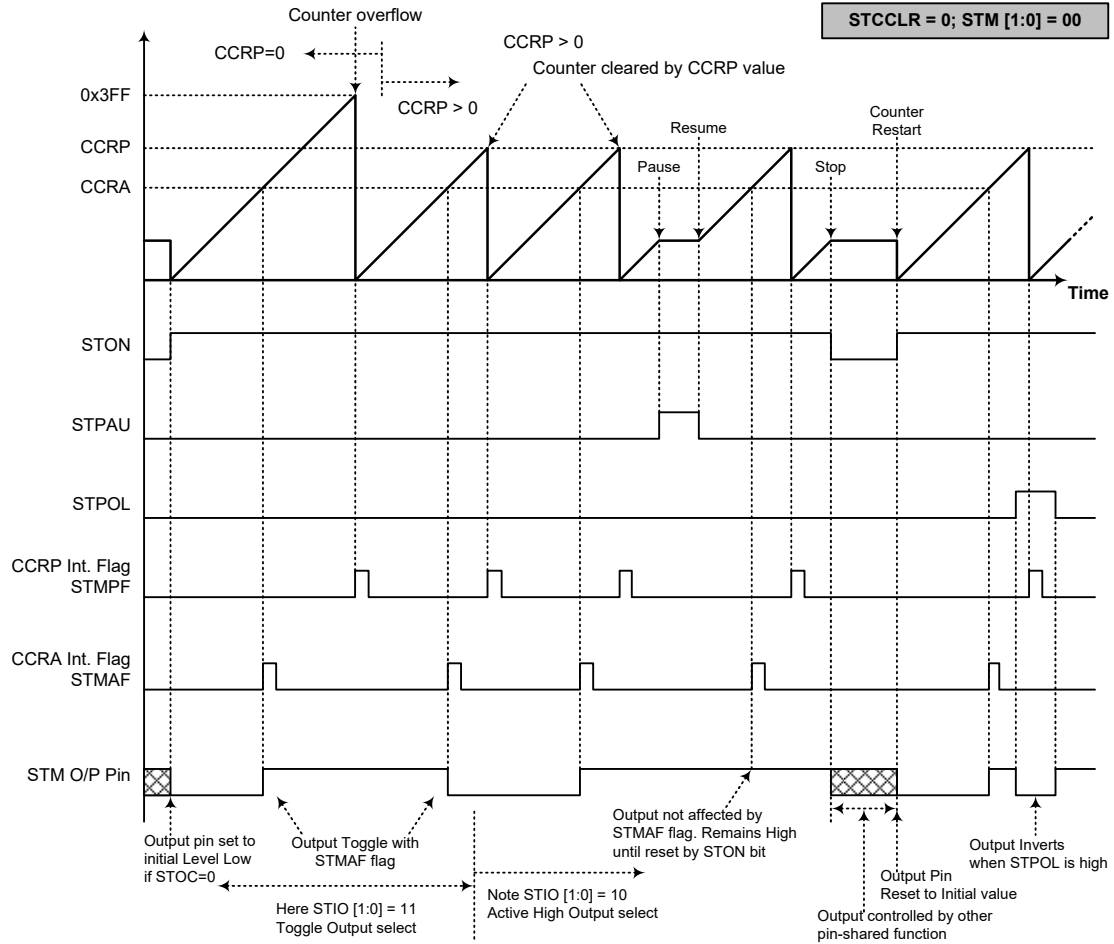 Counter overflow
STCCLR = 0; STM [1:0] = 00
CCRP=0
CCRP > 0
CCRP > 0
Counter cleared by CCRP value
0x3FF
CCRP
CCRA
Pause
Resume
Stop
Counter
Restart
Time
STON
STPAU
STPOL
CCRP Int. Flag
STMPF
CCRA Int. Flag
STMAF
STM O/P Pin
Output pin set to
initial Level Low
if STOC=0
Output Toggle with
STMAF flag
Output not affected by
STMAF flag. Remains High
until reset by STON bit
Output Inverts
when STPOL is high
Output Pin
Reset to Initial value
Here STIO [1:0] = 11
Toggle Output select
Note STIO [1:0] = 10
Active High Output select
Output controlled by other
pin-shared function